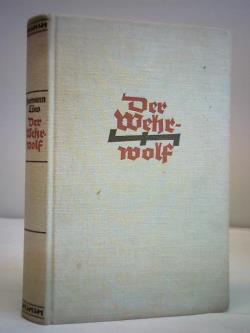 Der
Wehr-
wolf
Hermann
Löns
Der
Wehr-
wolf